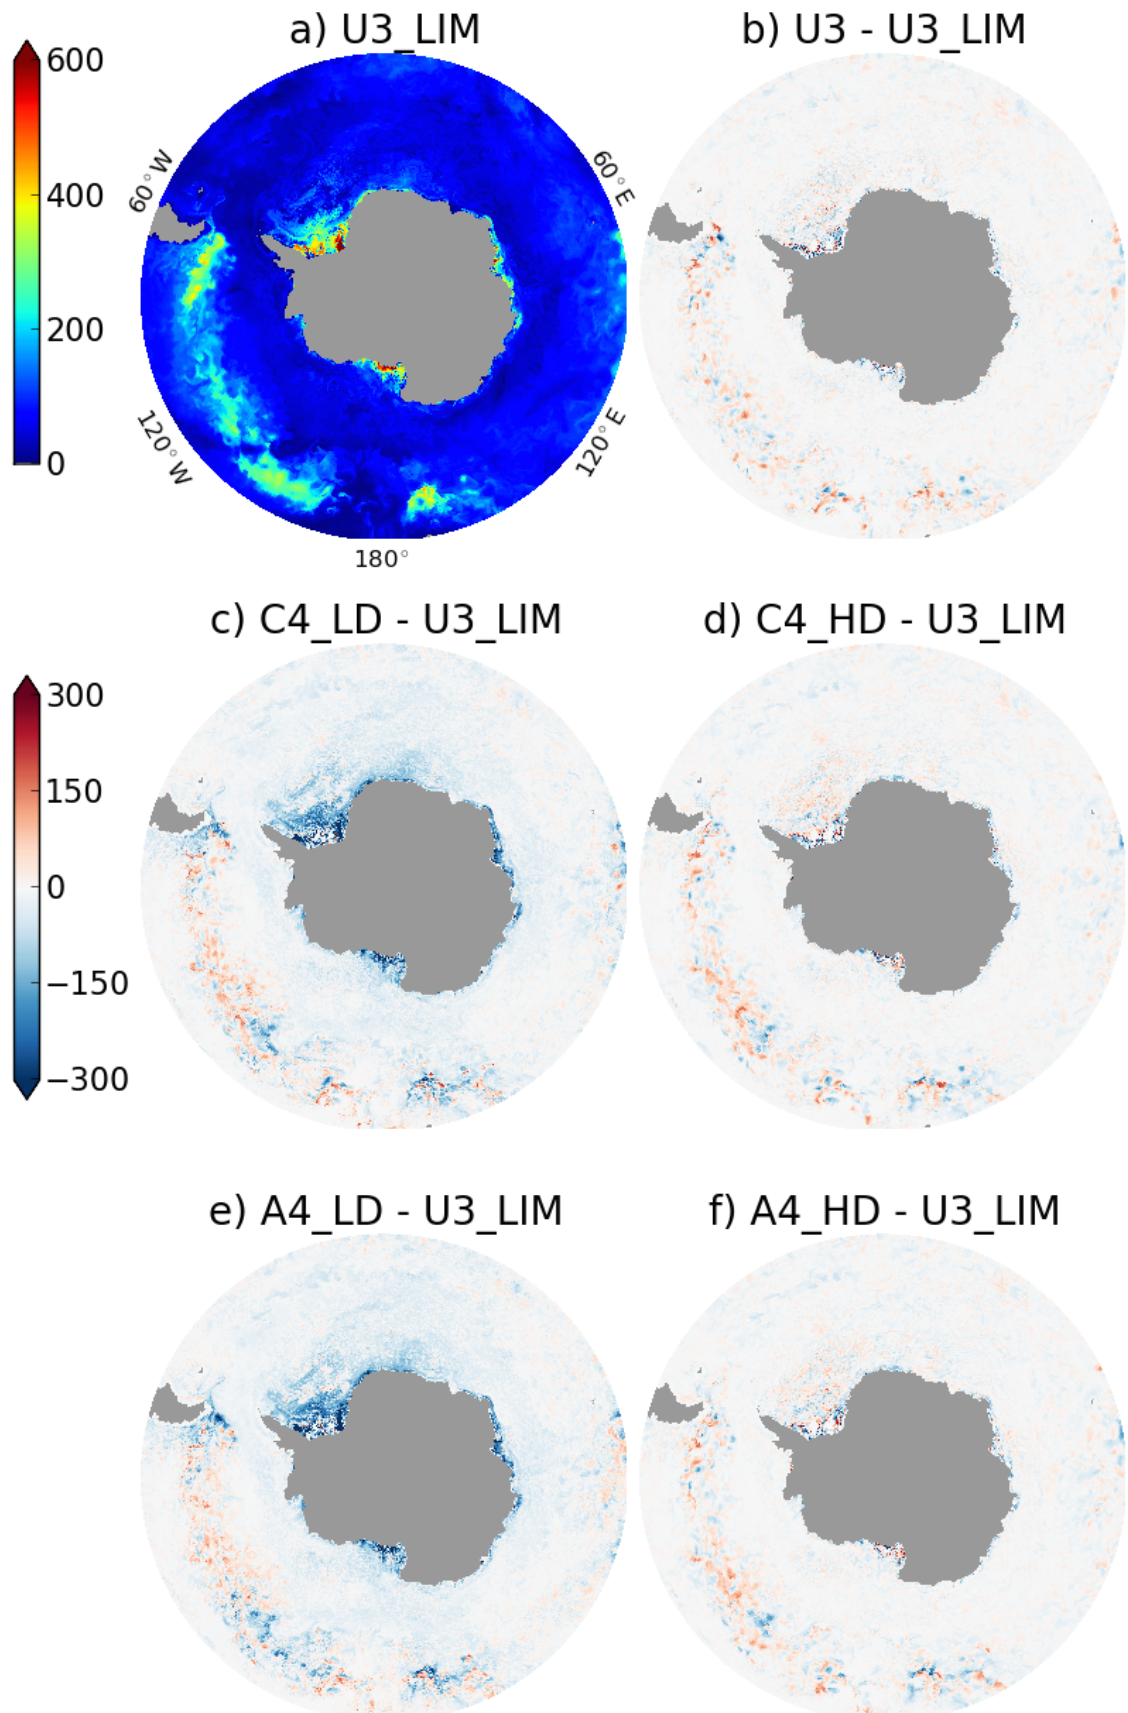 a) U3_LIM
b) U3 - U3_LIM
600
400
200
0
60°W
60°E
120°W
120°E
180°
c) C4_LD - U3_LIM
d) C4_HD - U3_LIM
300
150
0
−150
−300
e) A4_LD - U3_LIM
f) A4_HD - U3_LIM